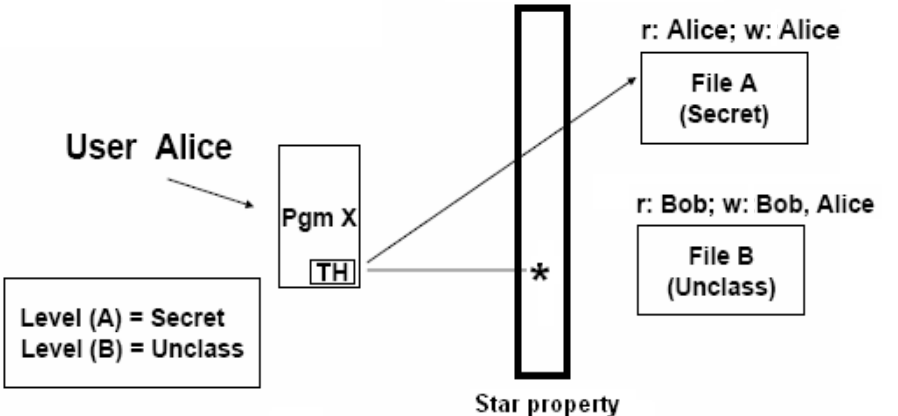 r: Alice; w: Alice
File A
(Secret)
User Alice
Pgm X
r: Bob; w: Bob, Alice
File B
(Unclass)
TH
*
Level (A) = Secret
Level (B) = Unclass
Star property